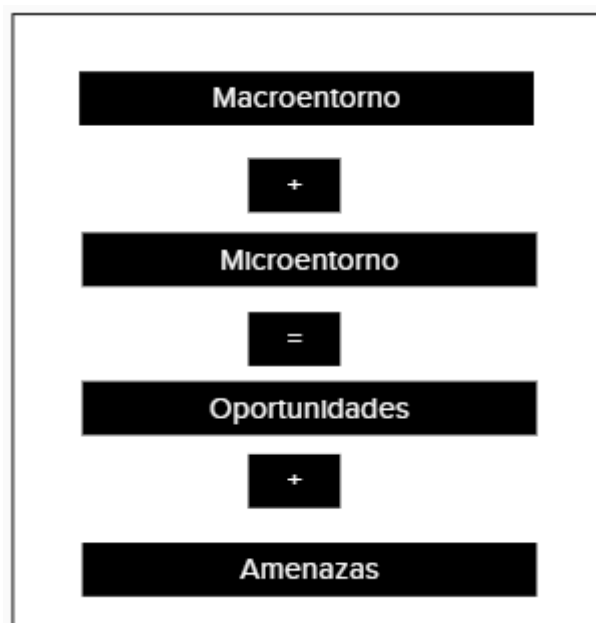 Macroentorno
+
Microentorno
=
Oportunidades
+
Amenazas